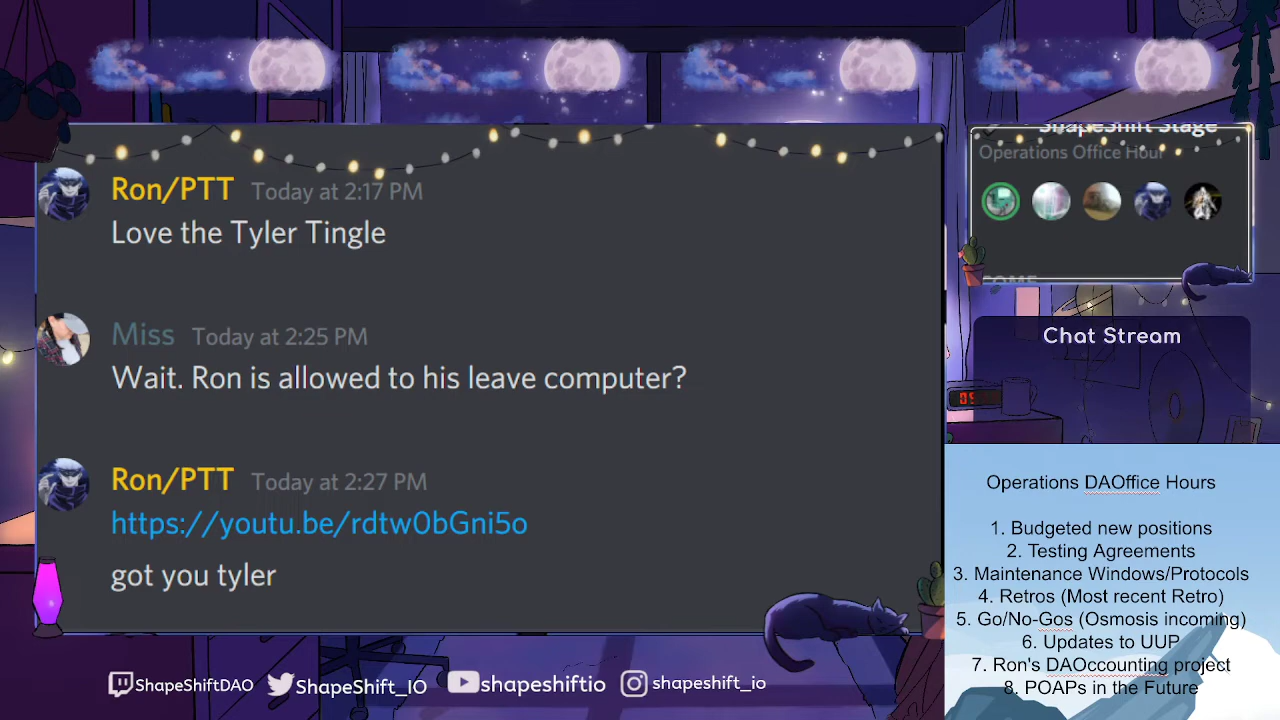 Ron/PTT Today at 2:17 PM
Love the Tyler Tingle
Miss Today at 2:25 PM
Wait. Ron is allowed to his leave computer?
Ron/PTT Today at 2:27 PM
https://youtu.be/rdtw0bGni5o
got you tyler
ShapeShift Stage
Operations Office Hour
Chat Stream
Operations DAOffice Hours
1. Budgeted new positions
2. Testing Agreements
3. Maintenance Windows/Protocols
4. Retros (Most recent Retro)
5. Go/No-Gos (Osmosis incoming)
6. Updates to UUP
7. Ron's DAOccounting project
8. POAPs in the Future
ShapeShiftDAO ShapeShift_IO shapeshiftio shapeshift_io